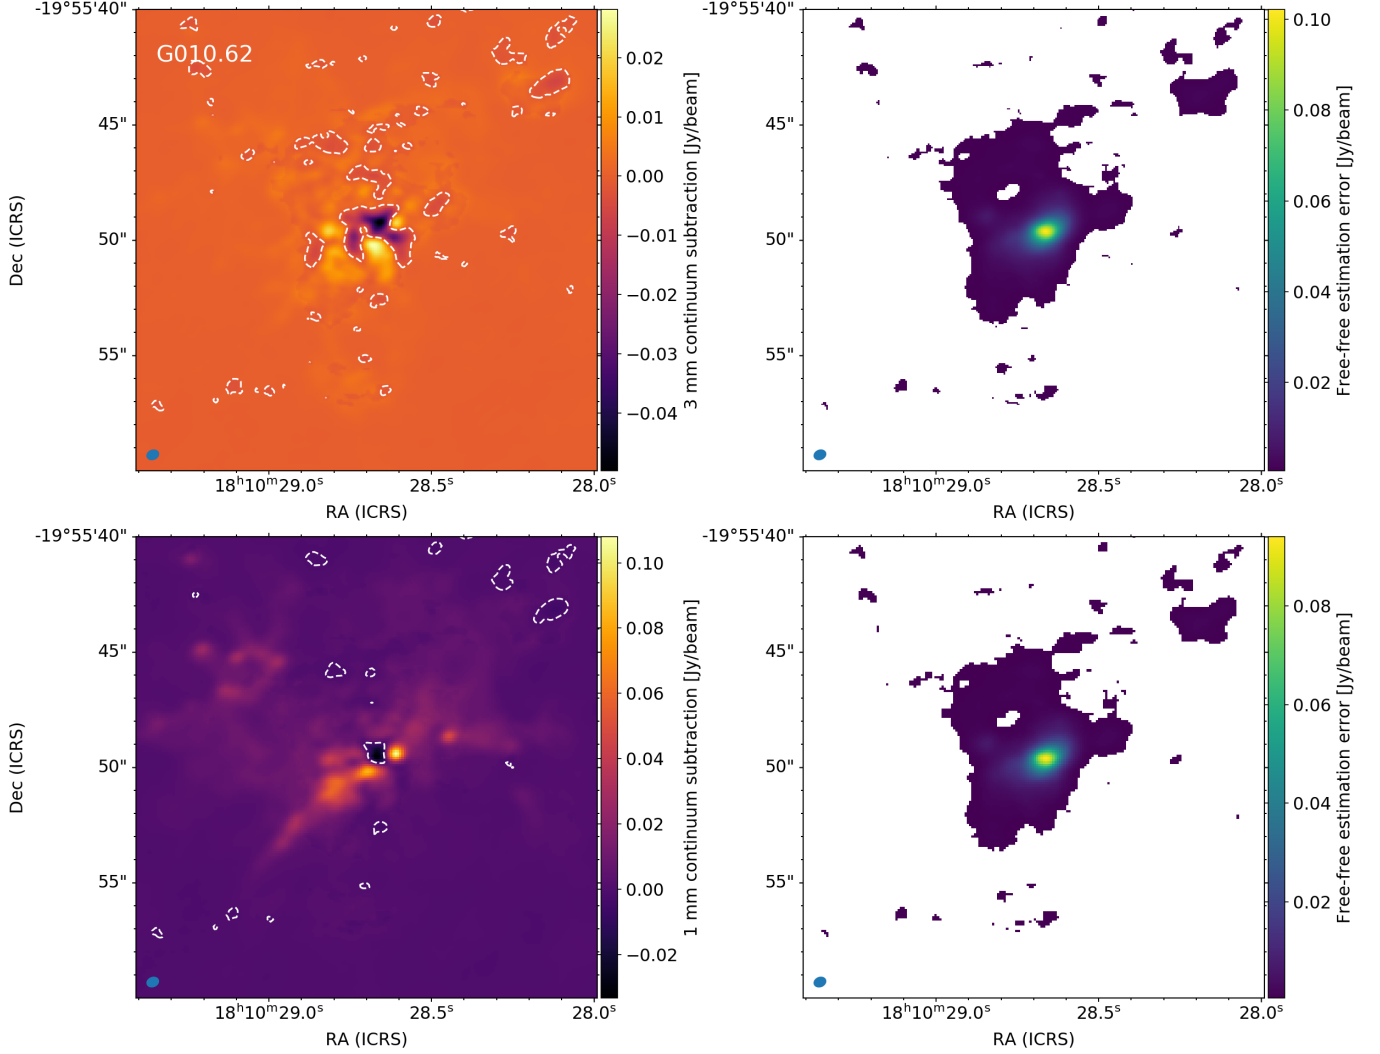 -19°55'40"
45"
50"
55"
Dec (ICRS)
G010.62
18ʰ10ᵐ29.0ˢ
28.5ˢ
28.0ˢ
RA (ICRS)
0.02
0.01
0.00
−0.01
−0.02
−0.03
−0.04
3 mm continuum subtraction [Jy/beam]
-19°55'40"
45"
50"
55"
18ʰ10ᵐ29.0ˢ
28.5ˢ
28.0ˢ
RA (ICRS)
0.10
0.08
0.06
0.04
0.02
Free-free estimation error [Jy/beam]
-19°55'40"
45"
50"
55"
Dec (ICRS)
18ʰ10ᵐ29.0ˢ
28.5ˢ
28.0ˢ
RA (ICRS)
0.10
0.08
0.06
0.04
0.02
0.00
−0.02
1 mm continuum subtraction [Jy/beam]
-19°55'40"
45"
50"
55"
18ʰ10ᵐ29.0ˢ
28.5ˢ
28.0ˢ
RA (ICRS)
0.08
0.06
0.04
0.02
Free-free estimation error [Jy/beam]